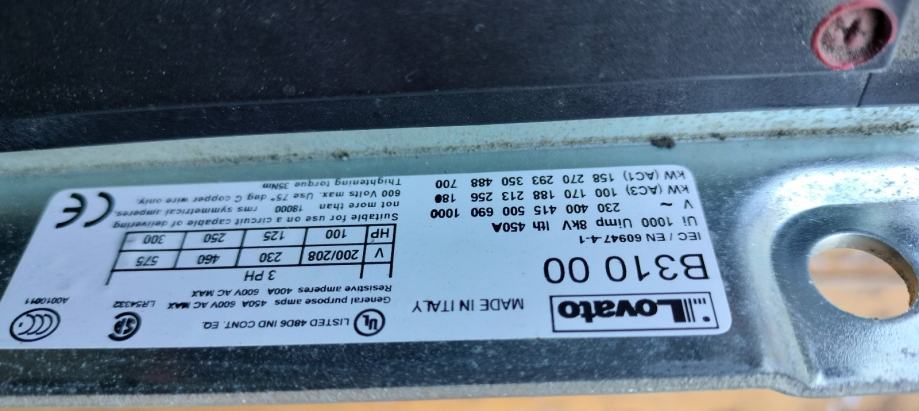 Lovato
MADE IN ITALY
B310 00
IEC / EN 60947-4-1
Ui 1000 Uimp 8KV Ith 450A
V ~ 230 400 415 500 690 1000
kW (AC3) 100 170 188 213 256 180
kW (AC1) 158 270 293 350 488 700
UL LISTED 48D6 IND CONT. EQ.
General purpose amps 450A 600V AC MAX
Resistive amperes 400A 600V AC MAX
SA
LR54332
CCC
A0010911
3 PH
V 200/208 230 460 575
HP 100 125 250 300
Suitable for use on a circuit capable of delivering
not more than 18000 rms symmetrical amperes,
600 Volts max. Use 75° deg C copper wire only.
Thightening torque 35Nm
CE